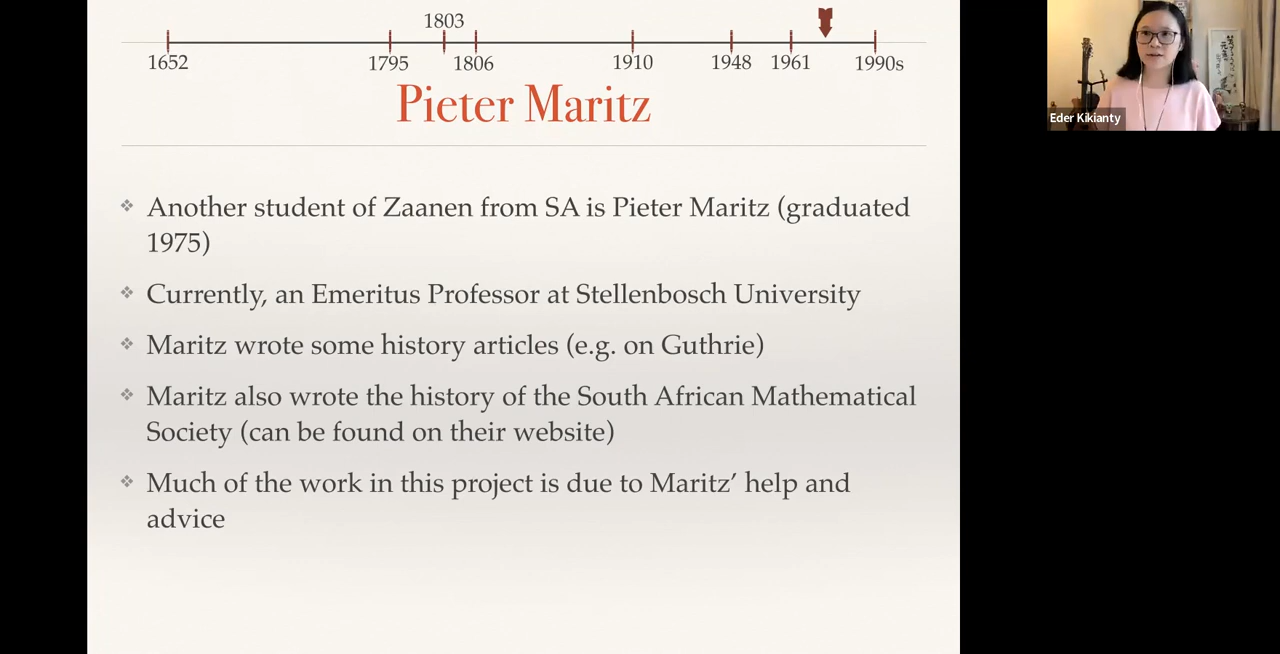 1803
1652 1795 1806 1910 1948 1961 1990s
Pieter Maritz
Another student of Zaanen from SA is Pieter Maritz (graduated
1975)
Currently, an Emeritus Professor at Stellenbosch University
Maritz wrote some history articles (e.g. on Guthrie)
Maritz also wrote the history of the South African Mathematical
Society (can be found on their website)
Much of the work in this project is due to Maritz’ help and
advice
Eder Kikianty